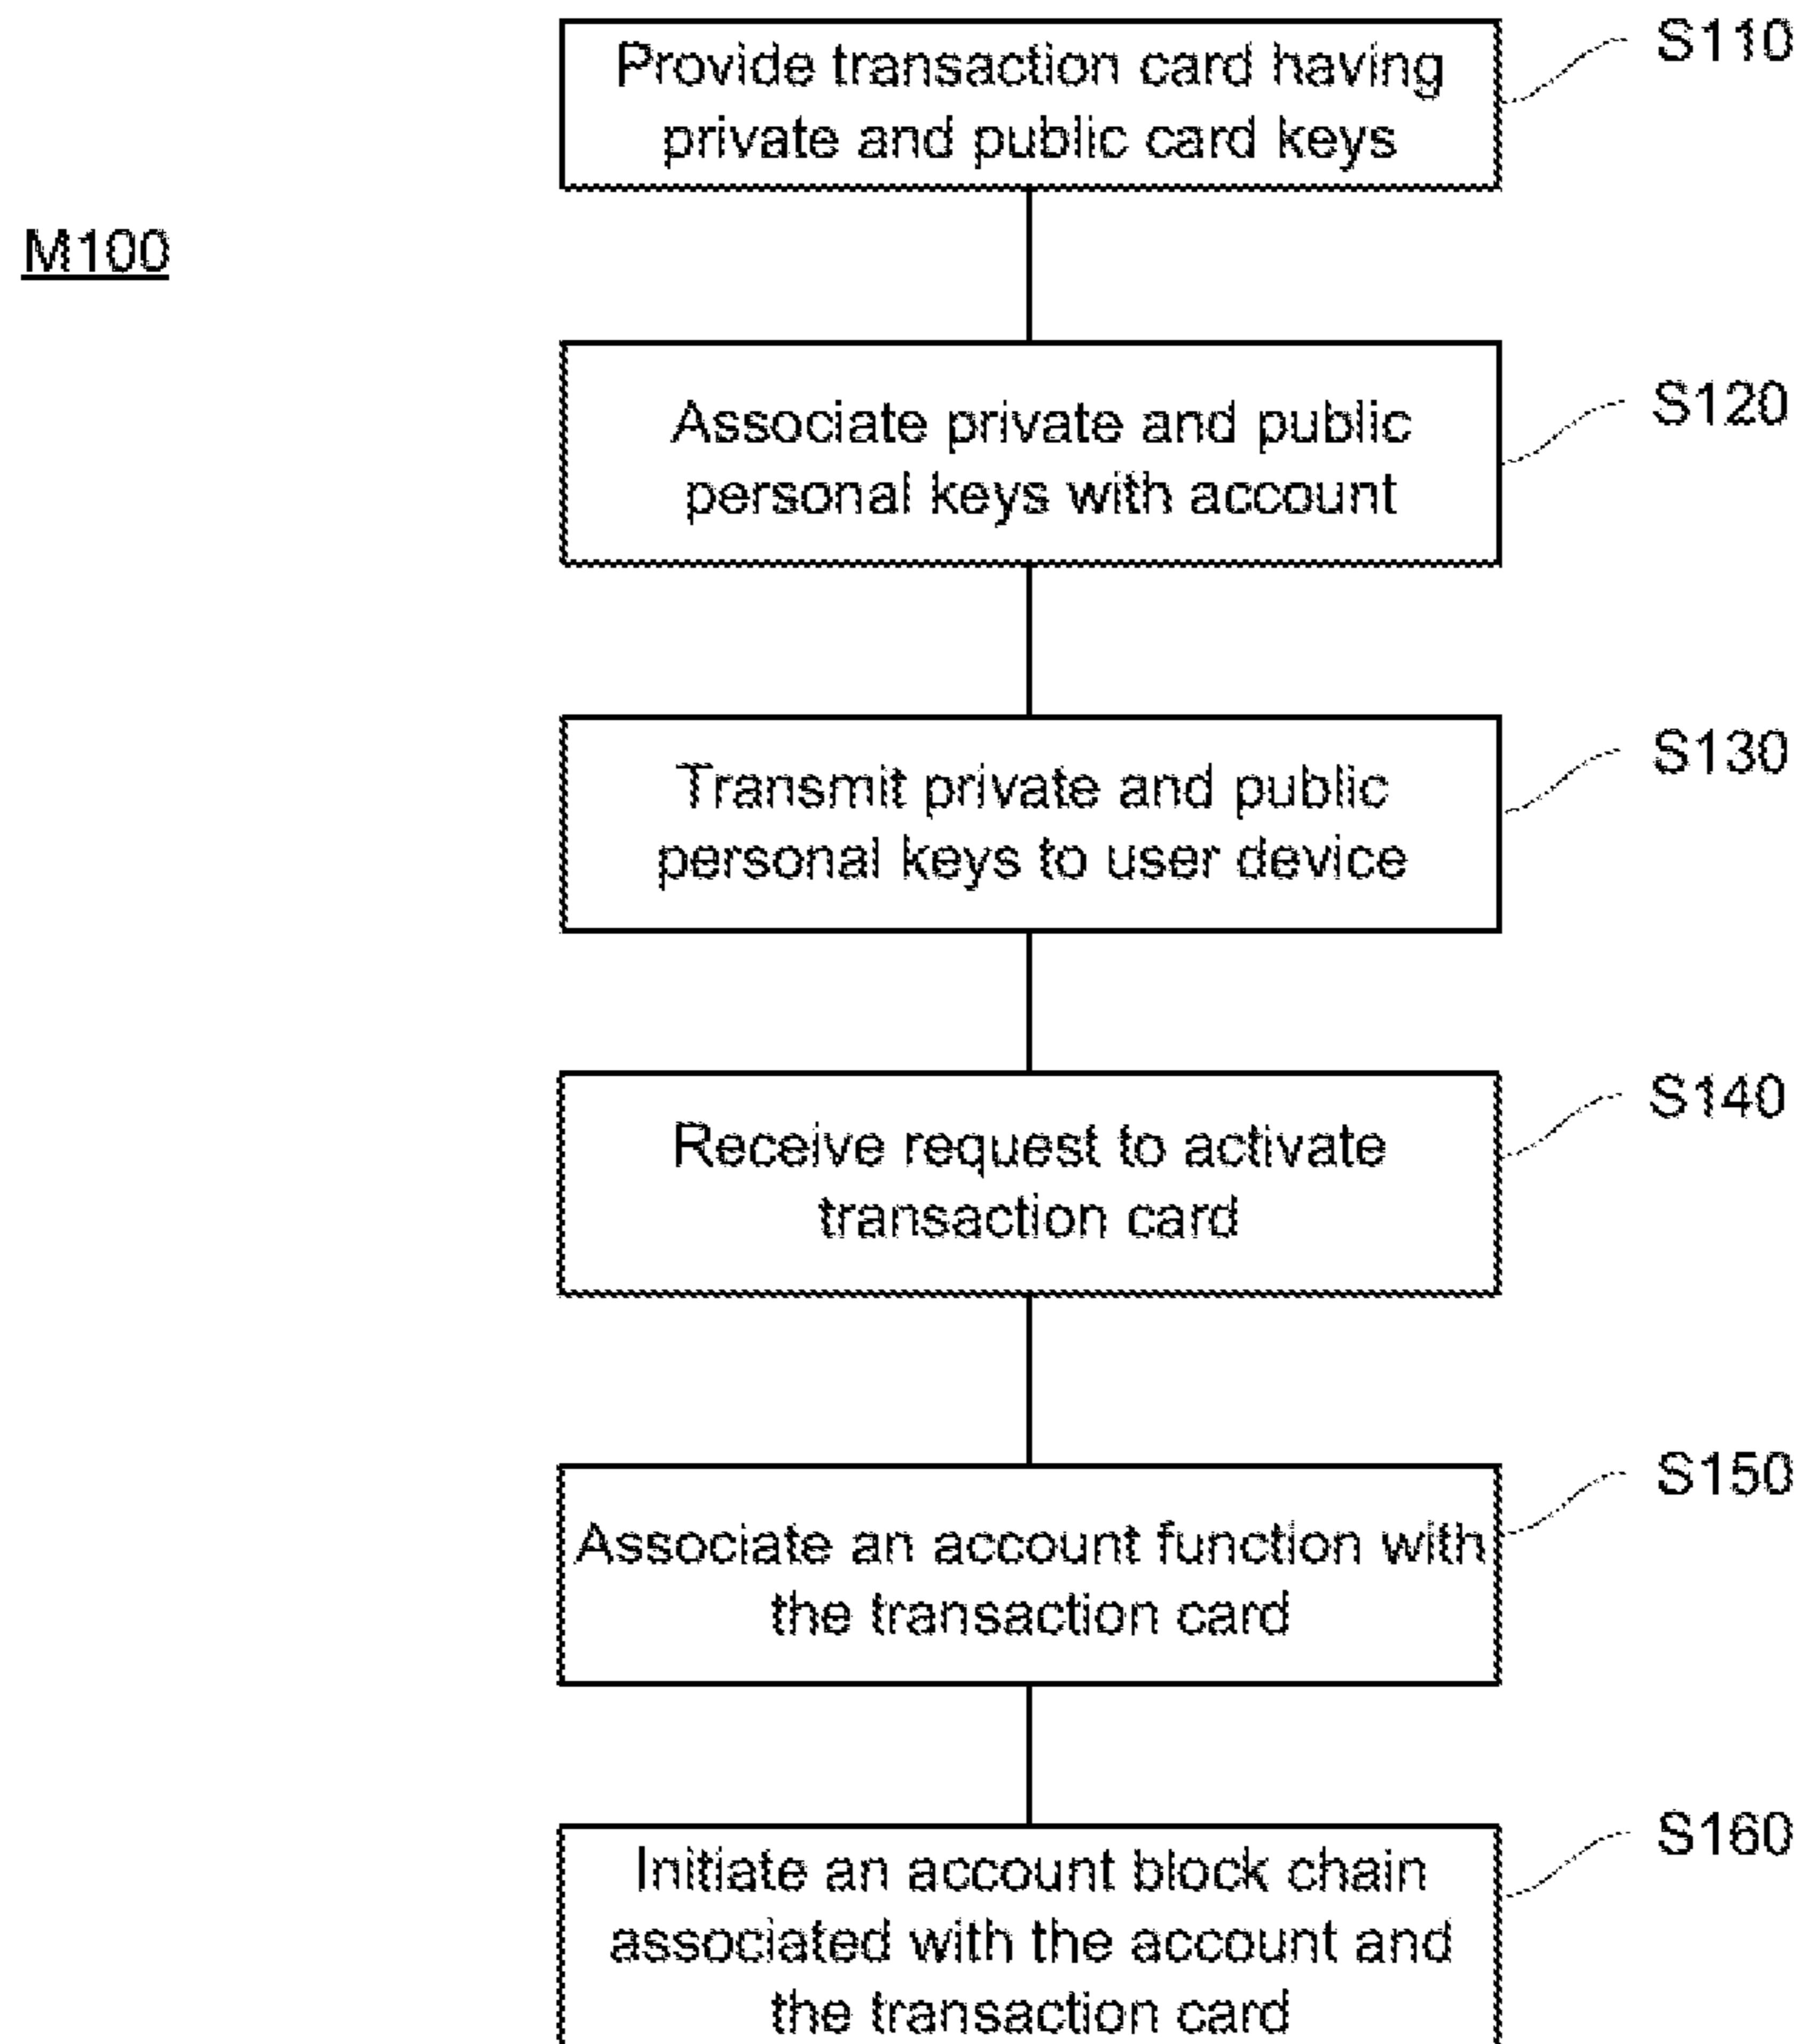 Provide transaction card having
private and public card keys
S110
M100
Associate private and public
personal keys with account
S120
Transmit private and public
personal keys to user device
S130
Receive request to activate
transaction card
S140
Associate an account function with
the transaction card
S150
Initiate an account block chain
associated with the account and
the transaction card
S160